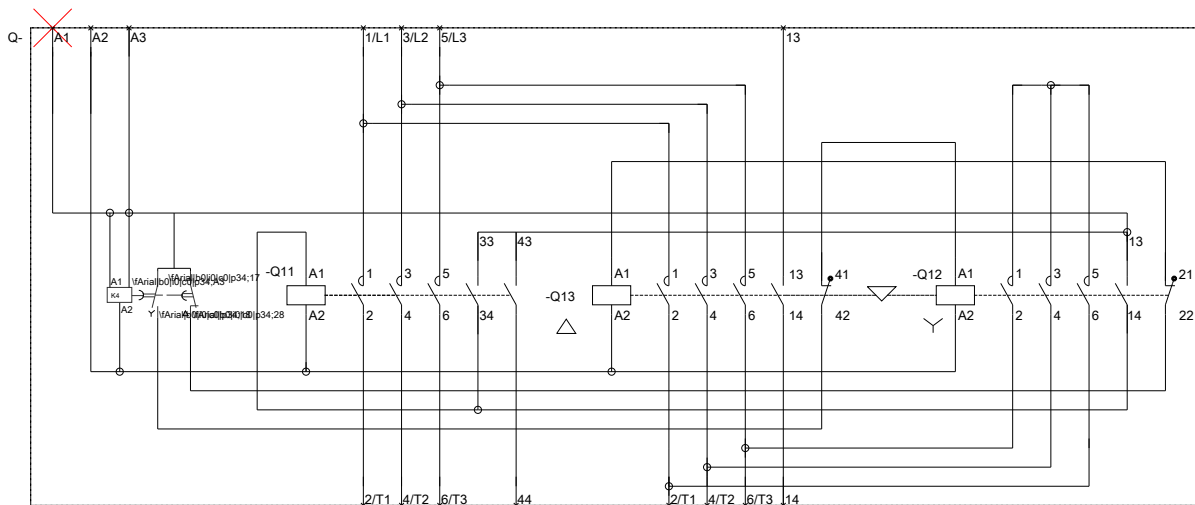 Q-
A1 A2 A3 1/L1 3/L2 5/L3 13
33 43 13
-Q11 A1 1 3 5
-Q13 A1 1 3 5 13 41
-Q12 A1 1 3 5 21
A1
K4
A2
A2 2 4 6 34
A2 2 4 6 14 42
A2 2 4 6 14 22
2/T1 4/T2 6/T3 44 2/T1 4/T2 6/T3 14